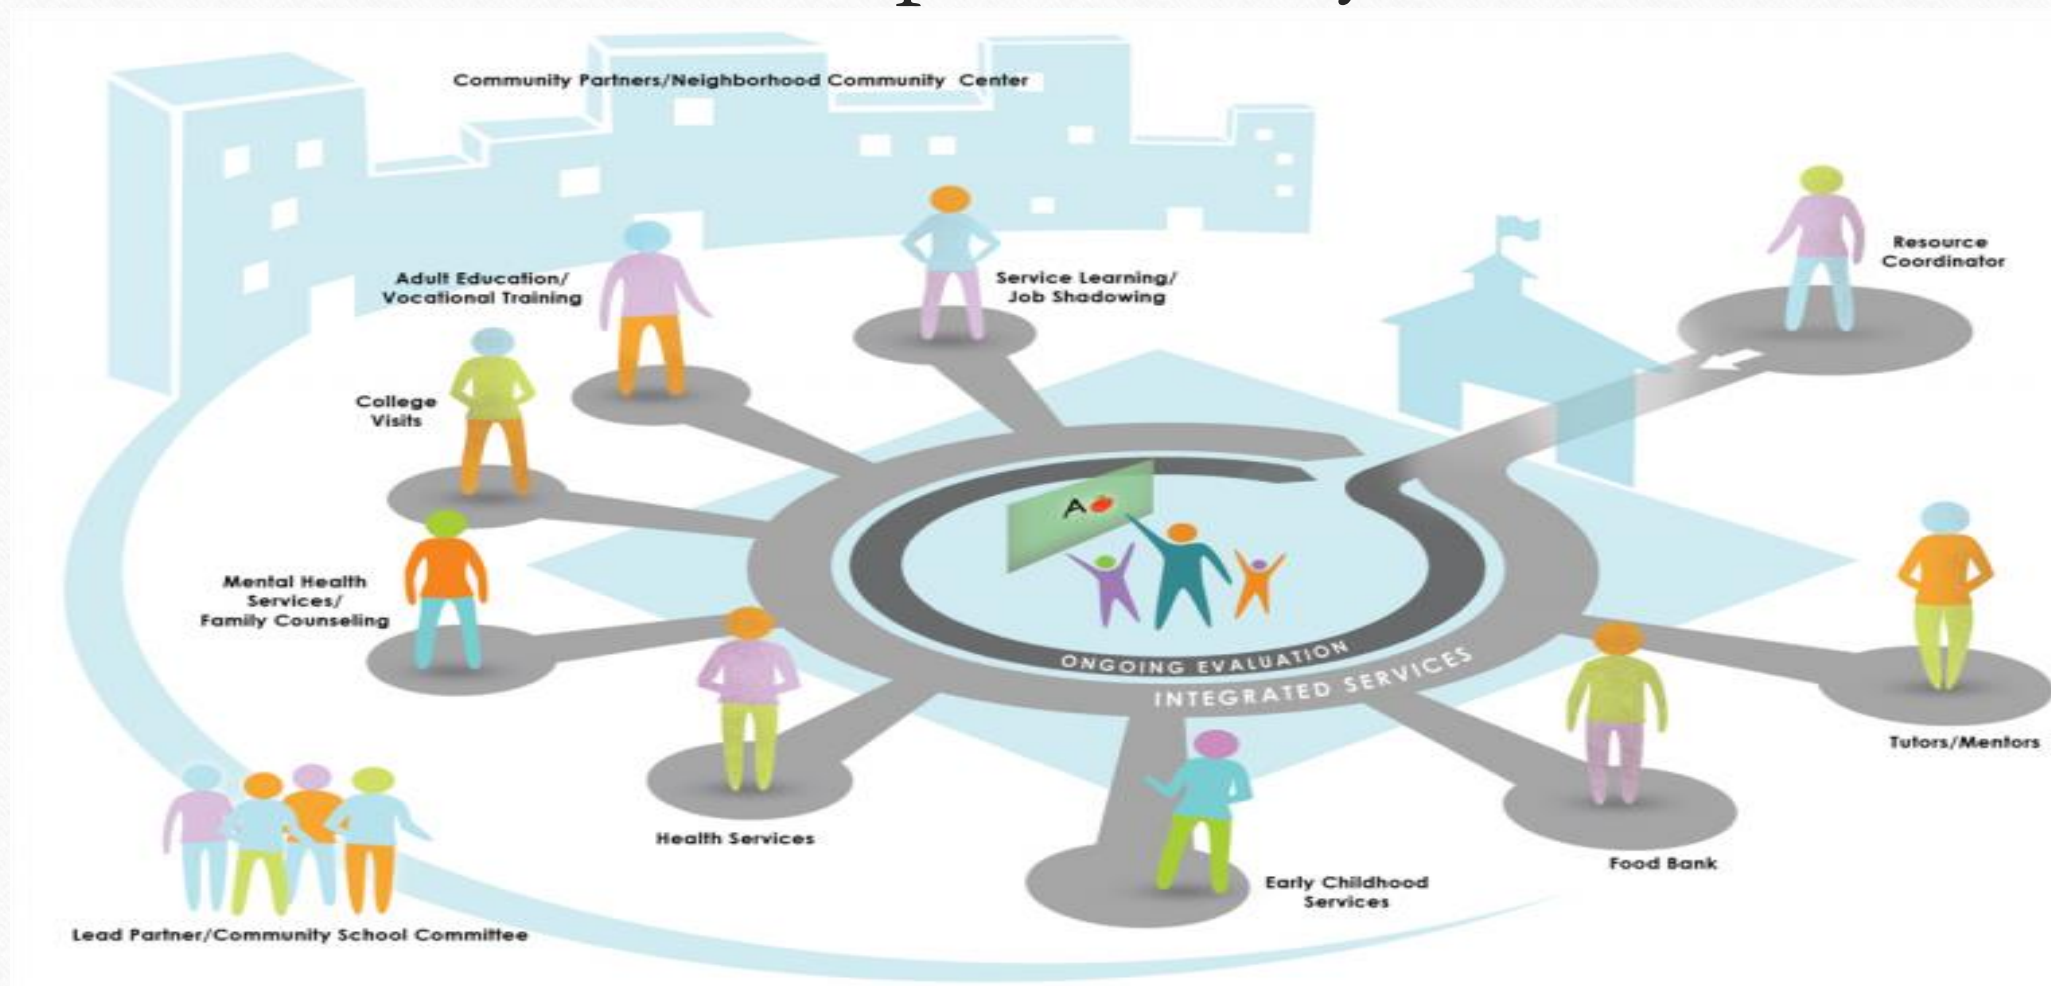 Community Partners/Neighborhood Community Center
Resource
Coordinator
Adult Education/
Vocational Training
Service Learning/
Job Shadowing
College
Visits
A
Mental Health
Services/
Family Counseling
ONGOING EVALUATION
INTEGRATED SERVICES
Tutors/Mentors
Health Services
Food Bank
Early Childhood
Services
Lead Partner/Community School Committee